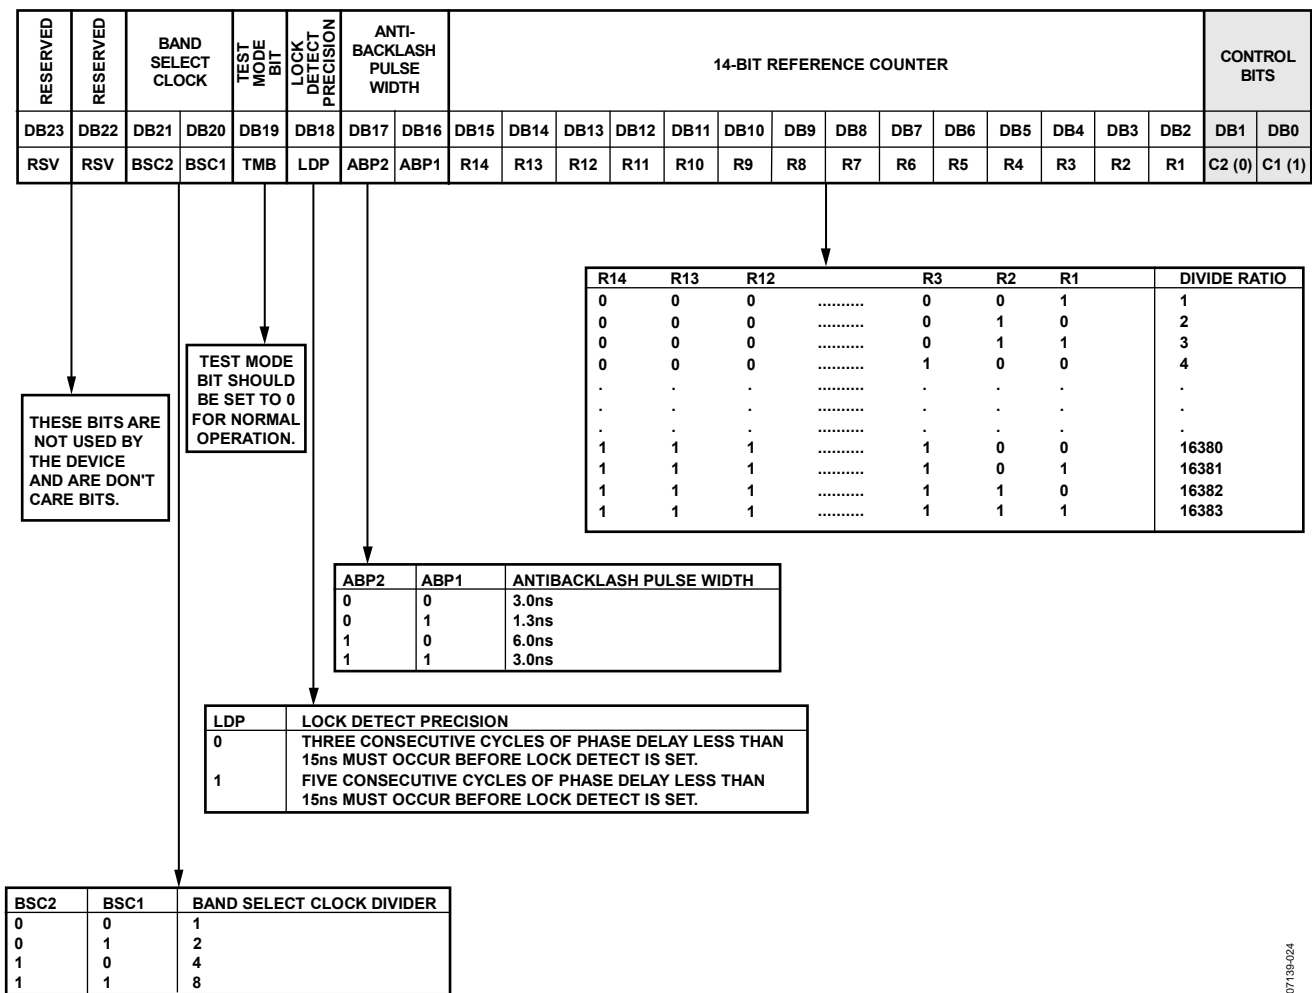 RESERVED
RESERVED
BAND
SELECT
CLOCK
TEST
MODE
BIT
LOCK
DETECT
PRECISION
ANTI-
BACKLASH
PULSE
WIDTH
14-BIT REFERENCE COUNTER
CONTROL
BITS
DB23 DB22 DB21 DB20 DB19 DB18 DB17 DB16 DB15 DB14 DB13 DB12 DB11 DB10 DB9 DB8 DB7 DB6 DB5 DB4 DB3 DB2 DB1 DB0
RSV RSV BSC2 BSC1 TMB LDP ABP2 ABP1 R14 R13 R12 R11 R10 R9 R8 R7 R6 R5 R4 R3 R2 R1 C2 (0) C1 (1)
R14 R13 R12 R3 R2 R1 DIVIDE RATIO
0 0 0 .......... 0 0 1 1
0 0 0 .......... 0 1 0 2
0 0 0 .......... 0 1 1 3
0 0 0 .......... 1 0 0 4
. . . .......... . . . .
. . . .......... . . . .
. . . .......... . . . .
1 1 1 .......... 1 0 0 16380
1 1 1 .......... 1 0 1 16381
1 1 1 .......... 1 1 0 16382
1 1 1 .......... 1 1 1 16383
TEST MODE
BIT SHOULD
BE SET TO 0
FOR NORMAL
OPERATION.
THESE BITS ARE
NOT USED BY
THE DEVICE
AND ARE DON'T
CARE BITS.
ABP2 ABP1 ANTIBACKLASH PULSE WIDTH
0 0 3.0ns
0 1 1.3ns
1 0 6.0ns
1 1 3.0ns
LDP LOCK DETECT PRECISION
0 THREE CONSECUTIVE CYCLES OF PHASE DELAY LESS THAN
15ns MUST OCCUR BEFORE LOCK DETECT IS SET.
1 FIVE CONSECUTIVE CYCLES OF PHASE DELAY LESS THAN
15ns MUST OCCUR BEFORE LOCK DETECT IS SET.
BSC2 BSC1 BAND SELECT CLOCK DIVIDER
0 0 1
0 1 2
1 0 4
1 1 8
07139-024